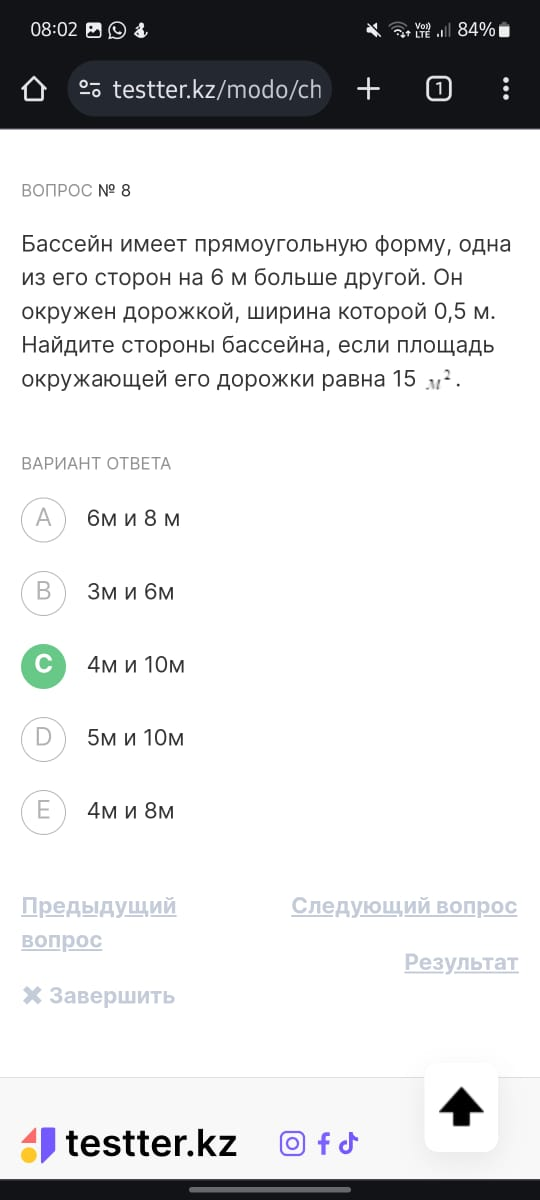 08:02
Vo)) LTE 84%
testter.kz/modo/ch
1
ВОПРОС № 8
Бассейн имеет прямоугольную форму, одна
из его сторон на 6 м больше другой. Он
окружен дорожкой, ширина которой 0,5 м.
Найдите стороны бассейна, если площадь
окружающей его дорожки равна 15 м².
ВАРИАНТ ОТВЕТА
A 6м и 8 м
B 3м и 6м
C 4м и 10м
D 5м и 10м
E 4м и 8м
Предыдущий
вопрос
Следующий вопрос
Результат
Завершить
testter.kz